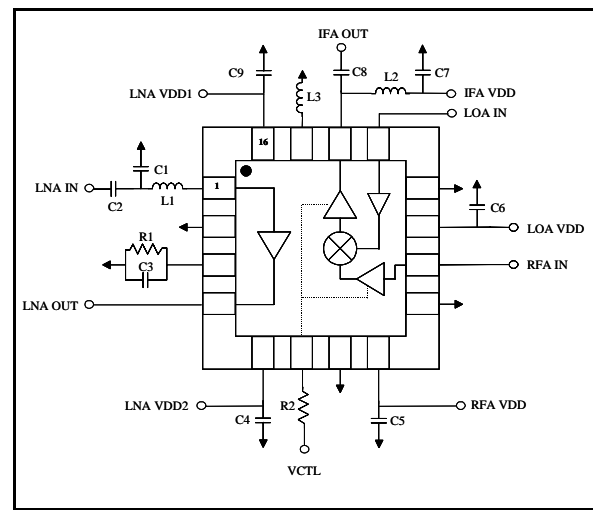 IFA OUT
C9
C8
L2
C7
LNA VDD1
L3
IFA VDD
LOA IN
16
C1
1
LNA IN
C2
L1
C6
R1
LOA VDD
C3
RFA IN
LNA OUT
LNA VDD2
C4
R2
C5
RFA VDD
VCTL